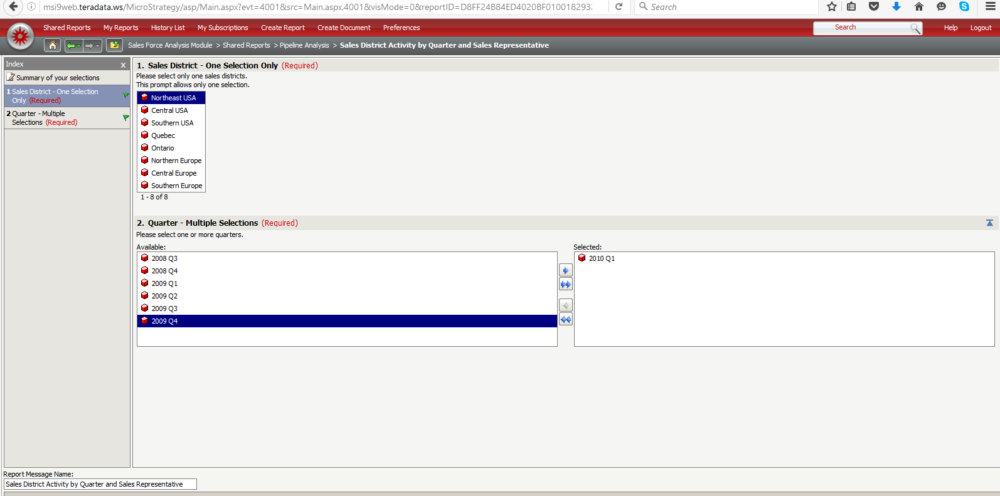 msi9web.teradata.ws/MicroStrategy/asp/Main.aspx?evt=4001&src=Main.aspx.4001&visMode=0&reportID=D8FF24B84ED4020BF010018293
Search
Shared Reports My Reports History List My Subscriptions Create Report Create Document Preferences
Search
Help Logout
Sales Force Analysis Module > Shared Reports > Pipeline Analysis > Sales District Activity by Quarter and Sales Representative
Index x
Summary of your selections
1 Sales District - One Selection
Only (Required)
2 Quarter - Multiple
Selections (Required)
1. Sales District - One Selection Only (Required)
Please select only one sales districts.
This prompt allows only one selection.
Northeast USA
Central USA
Southern USA
Quebec
Ontario
Northern Europe
Central Europe
Southern Europe
1 - 8 of 8
2. Quarter - Multiple Selections (Required)
Please select one or more quarters.
Available:
2008 Q3
2008 Q4
2009 Q1
2009 Q2
2009 Q3
2009 Q4
Selected:
2010 Q1
Report Message Name:
Sales District Activity by Quarter and Sales Representative